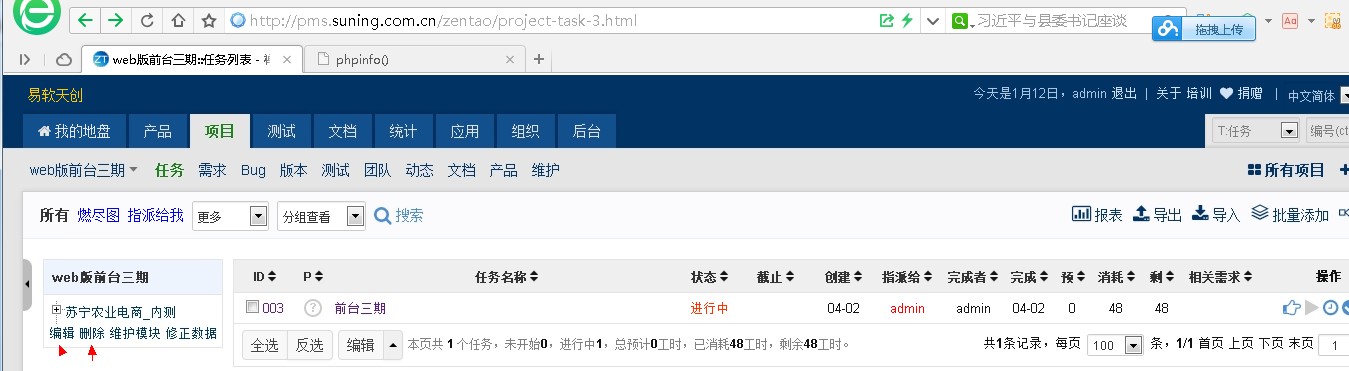 http://pms.suning.com.cn/zentao/project-task-3.html 习近平与县委书记座谈 Aa
拖拽上传
ZT web版前台三期::任务列表 - phpinfo()
易软天创 今天是1月12日，admin 退出 | 关于 培训 捐赠 | 中文简体
我的地盘 产品 项目 测试 文档 统计 应用 组织 后台 T:任务 编号(ct
web版前台三期 任务 需求 Bug 版本 测试 团队 动态 文档 产品 维护 所有项目
所有 燃尽图 指派给我 更多 分组查看 搜索 报表 导出 导入 批量添加
web版前台三期 ID P 任务名称 状态 截止 创建 指派给 完成者 完成 预 消耗 剩 相关需求 操作
苏宁农业电商_内测 003 ? 前台三期 进行中 04-02 admin admin 04-02 0 48 48
编辑 删除 维护模块 修正数据
全选 反选 编辑 本页共 1 个任务，未开始0，进行中1，总预计0工时，已消耗48工时，剩余48工时。 共1条记录，每页 100 条，1/1 首页 上页 下页 末页 1